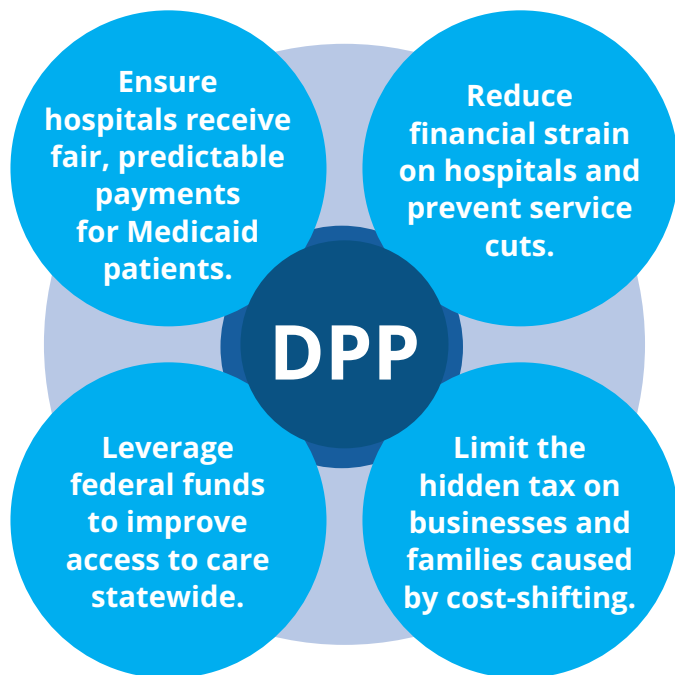 Ensure
hospitals receive
fair, predictable
payments
for Medicaid
patients.
Reduce
financial strain
on hospitals and
prevent service
cuts.
DPP
Leverage
federal funds
to improve
access to care
statewide.
Limit the
hidden tax on
businesses and
families caused
by cost-shifting.